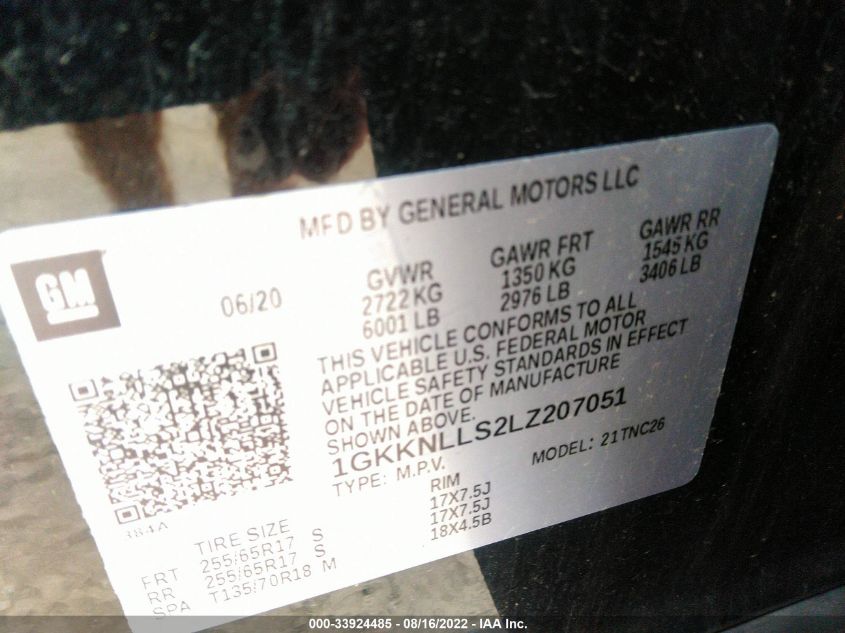 MFD BY GENERAL MOTORS LLC
GM
06/20
GVWR GAWR FRT GAWR RR
2722 KG 1350 KG 1545 KG
6001 LB 2976 LB 3406 LB
THIS VEHICLE CONFORMS TO ALL
APPLICABLE U.S. FEDERAL MOTOR
VEHICLE SAFETY STANDARDS IN EFFECT
ON THE DATE OF MANUFACTURE
SHOWN ABOVE.
1GKKNLLS2LZ207051
TYPE: M.P.V. MODEL: 21TNC26
384A
TIRE SIZE RIM
FRT 255/65R17 S 17X7.5J
RR 255/65R17 S 17X7.5J
SPA T135/70R18 M 18X4.5B
000-33924485 - 08/16/2022 - IAA Inc.